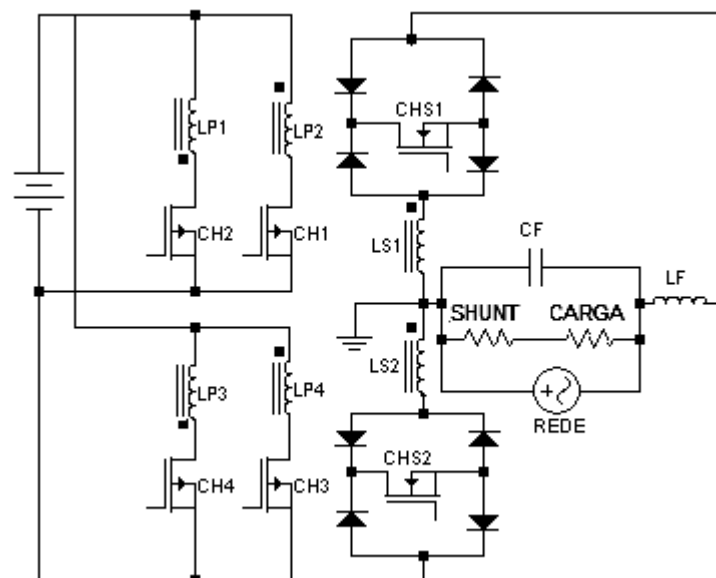 LP1
LP2
CHS1
CH2
CH1
LS1
CF
LF
SHUNT
CARGA
LS2
REDE
LP3
LP4
CHS2
CH4
CH3